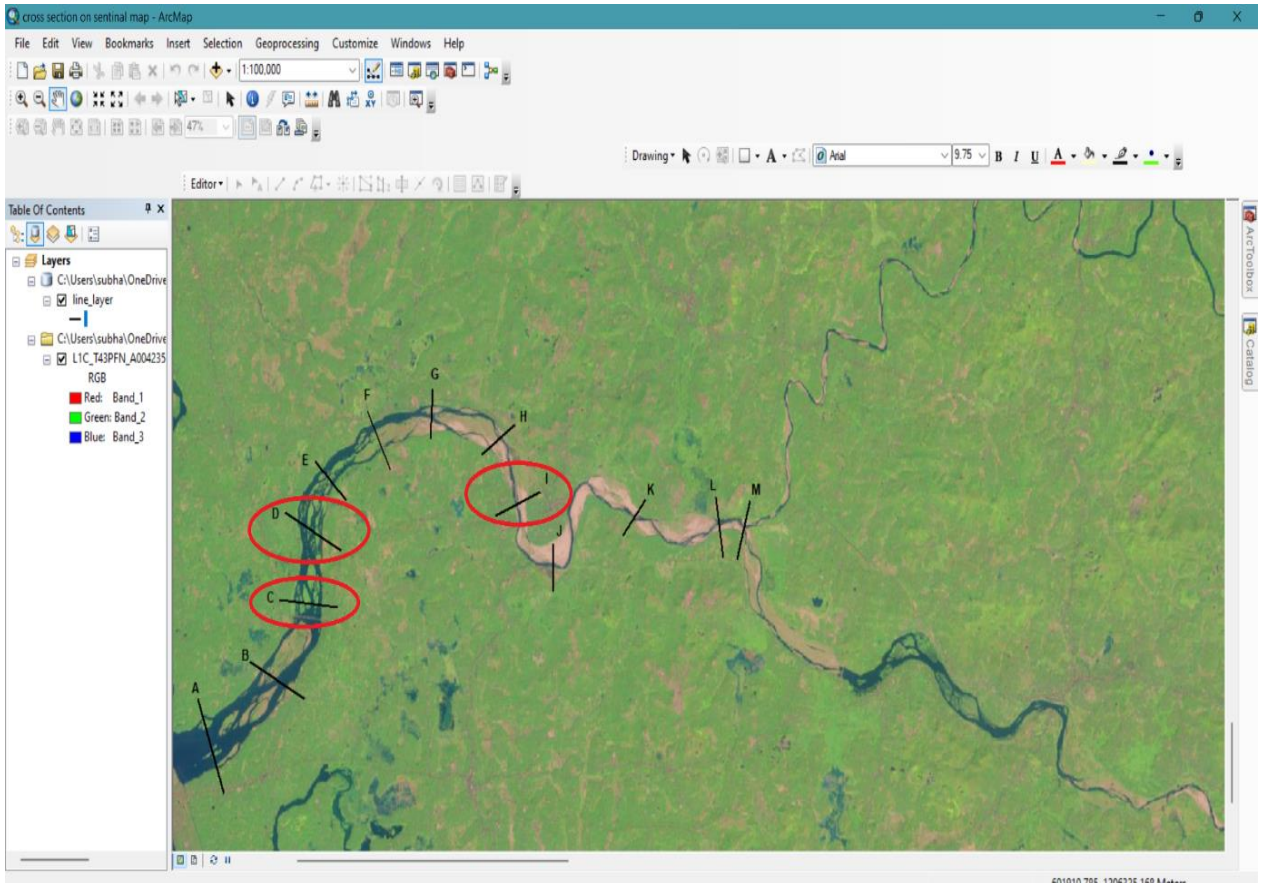 cross section on sentinal map - ArcMap
File Edit View Bookmarks Insert Selection Geoprocessing Customize Windows Help
1:100,000
47%
Drawing A Arial 9.75 B I U A
Editor
Table Of Contents
Layers
C:\Users\subha\OneDrive
line_layer
C:\Users\subha\OneDrive
L1C_T43PFN_A004235
RGB
Red: Band_1
Green: Band_2
Blue: Band_3
ArcToolbox
Catalog
G
F
H
E
I
D
K
L
M
J
C
B
A